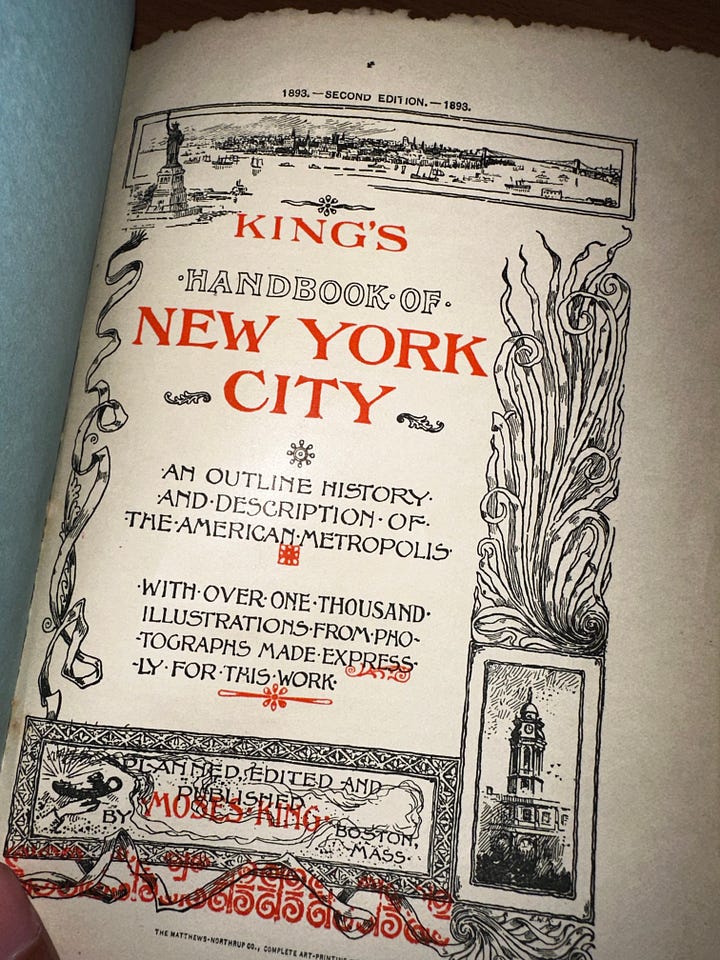 1893.—SECOND EDITION.—1893.
KING'S
·HANDBOOK·OF·
NEW YORK
CITY
·AN OUTLINE HISTORY·
·AND·DESCRIPTION·OF·
THE·AMERICAN·METROPOLIS·
·WITH·OVER·ONE·THOUSAND·
ILLUSTRATIONS·FROM·PHO-
-TOGRAPHS MADE·EXPRESS-
-LY·FOR·THIS·WORK·
PLANNED, EDITED AND
PUBLISHED
BY MOSES·KING· BOSTON,
MASS.
THE MATTHEWS-NORTHRUP CO., COMPLETE ART-PRINTING